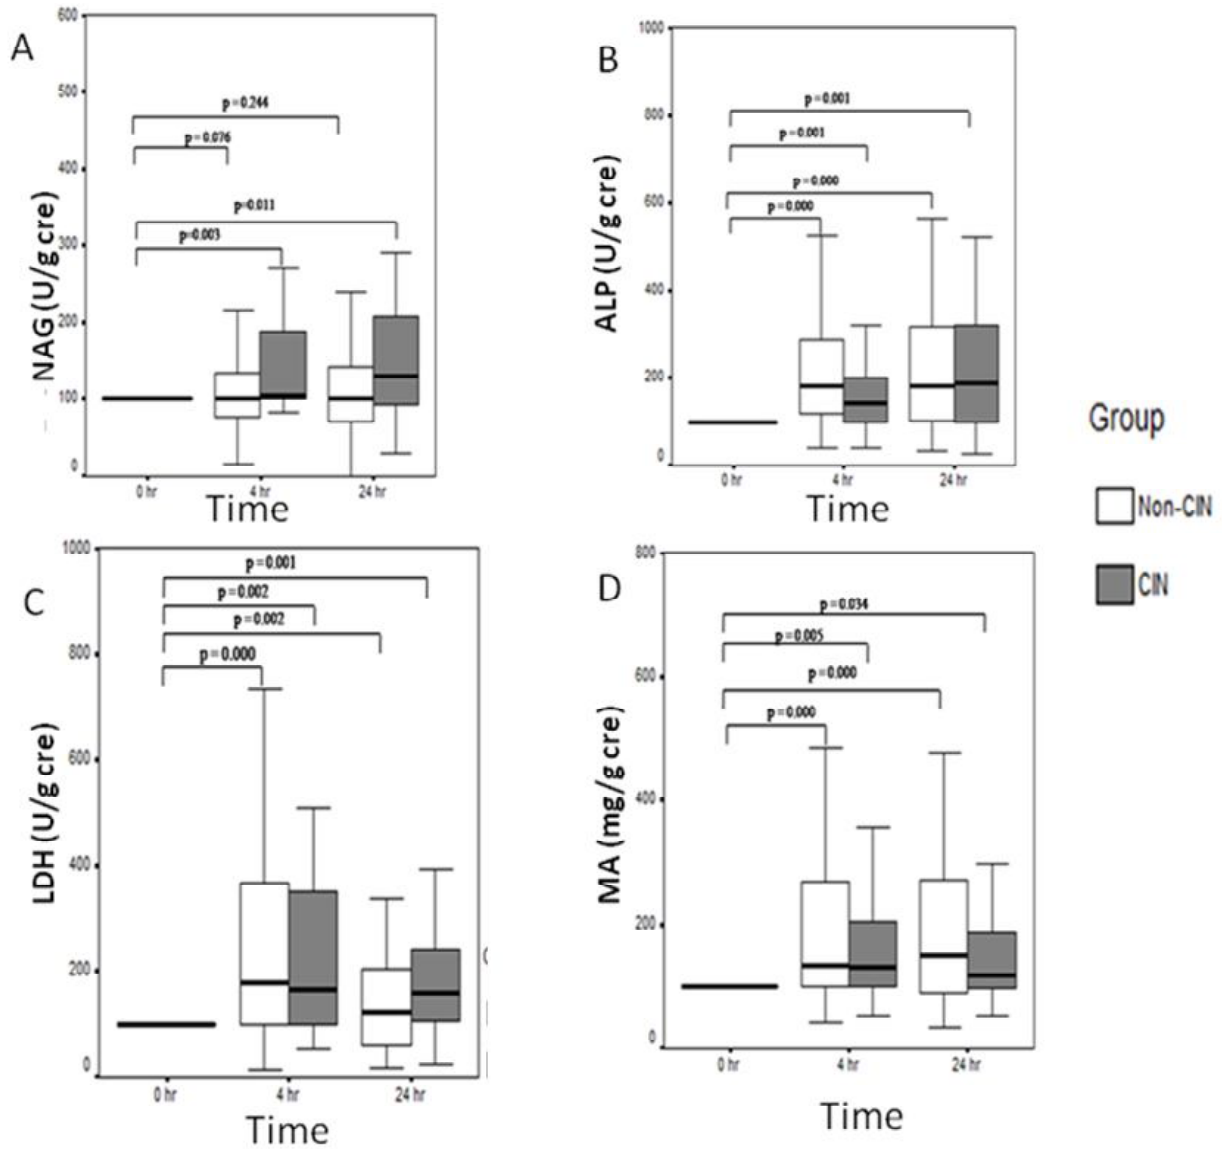 A
600
500
400
300
200
100
0
NAG (U/g cre)
p=0.244
p=0.076
p=0.011
p=0.003
0 hr
4 hr
24 hr
Time
B
1000
800
600
400
200
0
ALP (U/g cre)
p=0.001
p=0.001
p=0.000
p=0.000
0 hr
4 hr
24 hr
Time
Group
Non-CIN
CIN
C
1000
800
600
400
200
0
LDH (U/g cre)
p=0.001
p=0.002
p=0.002
p=0.000
0 hr
4 hr
24 hr
Time
D
800
600
400
200
0
MA (mg/g cre)
p=0.034
p=0.005
p=0.000
p=0.000
0 hr
4 hr
24 hr
Time